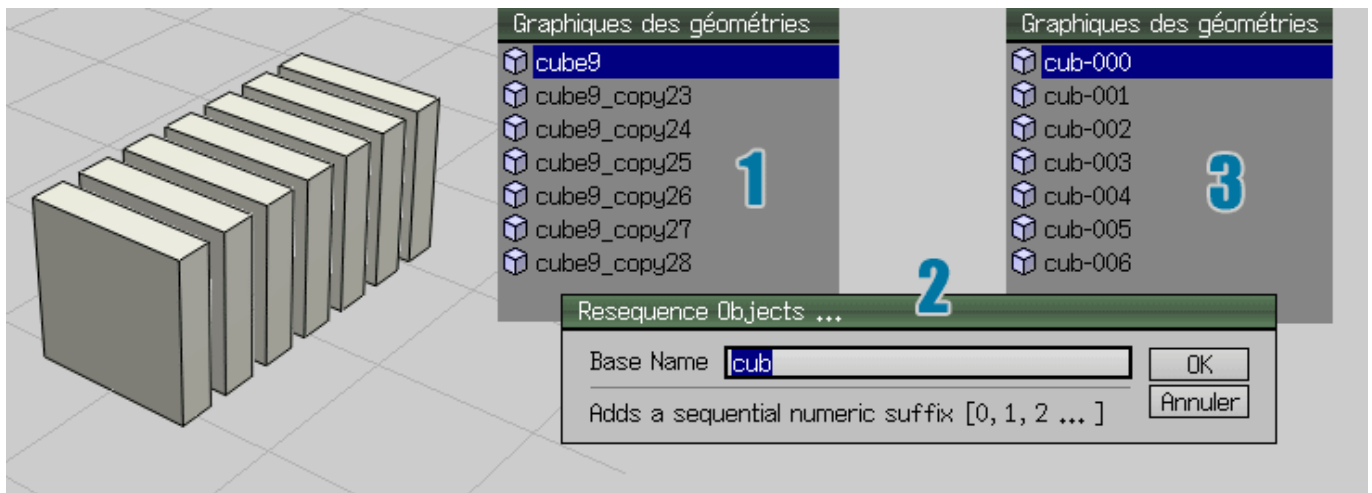 Graphiques des géométries
cube9
cube9_copy23
cube9_copy24
cube9_copy25
cube9_copy26
cube9_copy27
cube9_copy28
1
Graphiques des géométries
cub-000
cub-001
cub-002
cub-003
cub-004
cub-005
cub-006
3
2
Resequence Objects ...
Base Name cub
OK
Adds a sequential numeric suffix [0, 1, 2 ... ]
Annuler